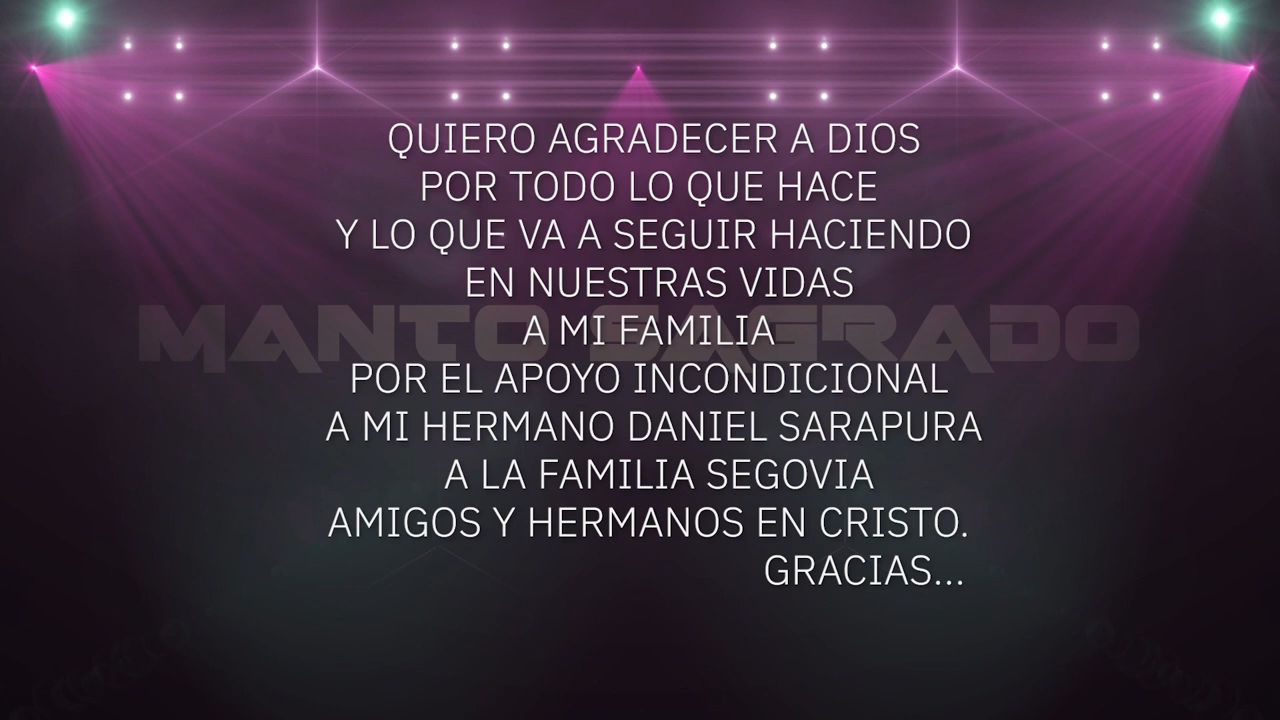 QUIERO AGRADECER A DIOS
POR TODO LO QUE HACE
Y LO QUE VA A SEGUIR HACIENDO
EN NUESTRAS VIDAS
MANTO SAGRADO
A MI FAMILIA
POR EL APOYO INCONDICIONAL
A MI HERMANO DANIEL SARAPURA
A LA FAMILIA SEGOVIA
AMIGOS Y HERMANOS EN CRISTO.
GRACIAS...